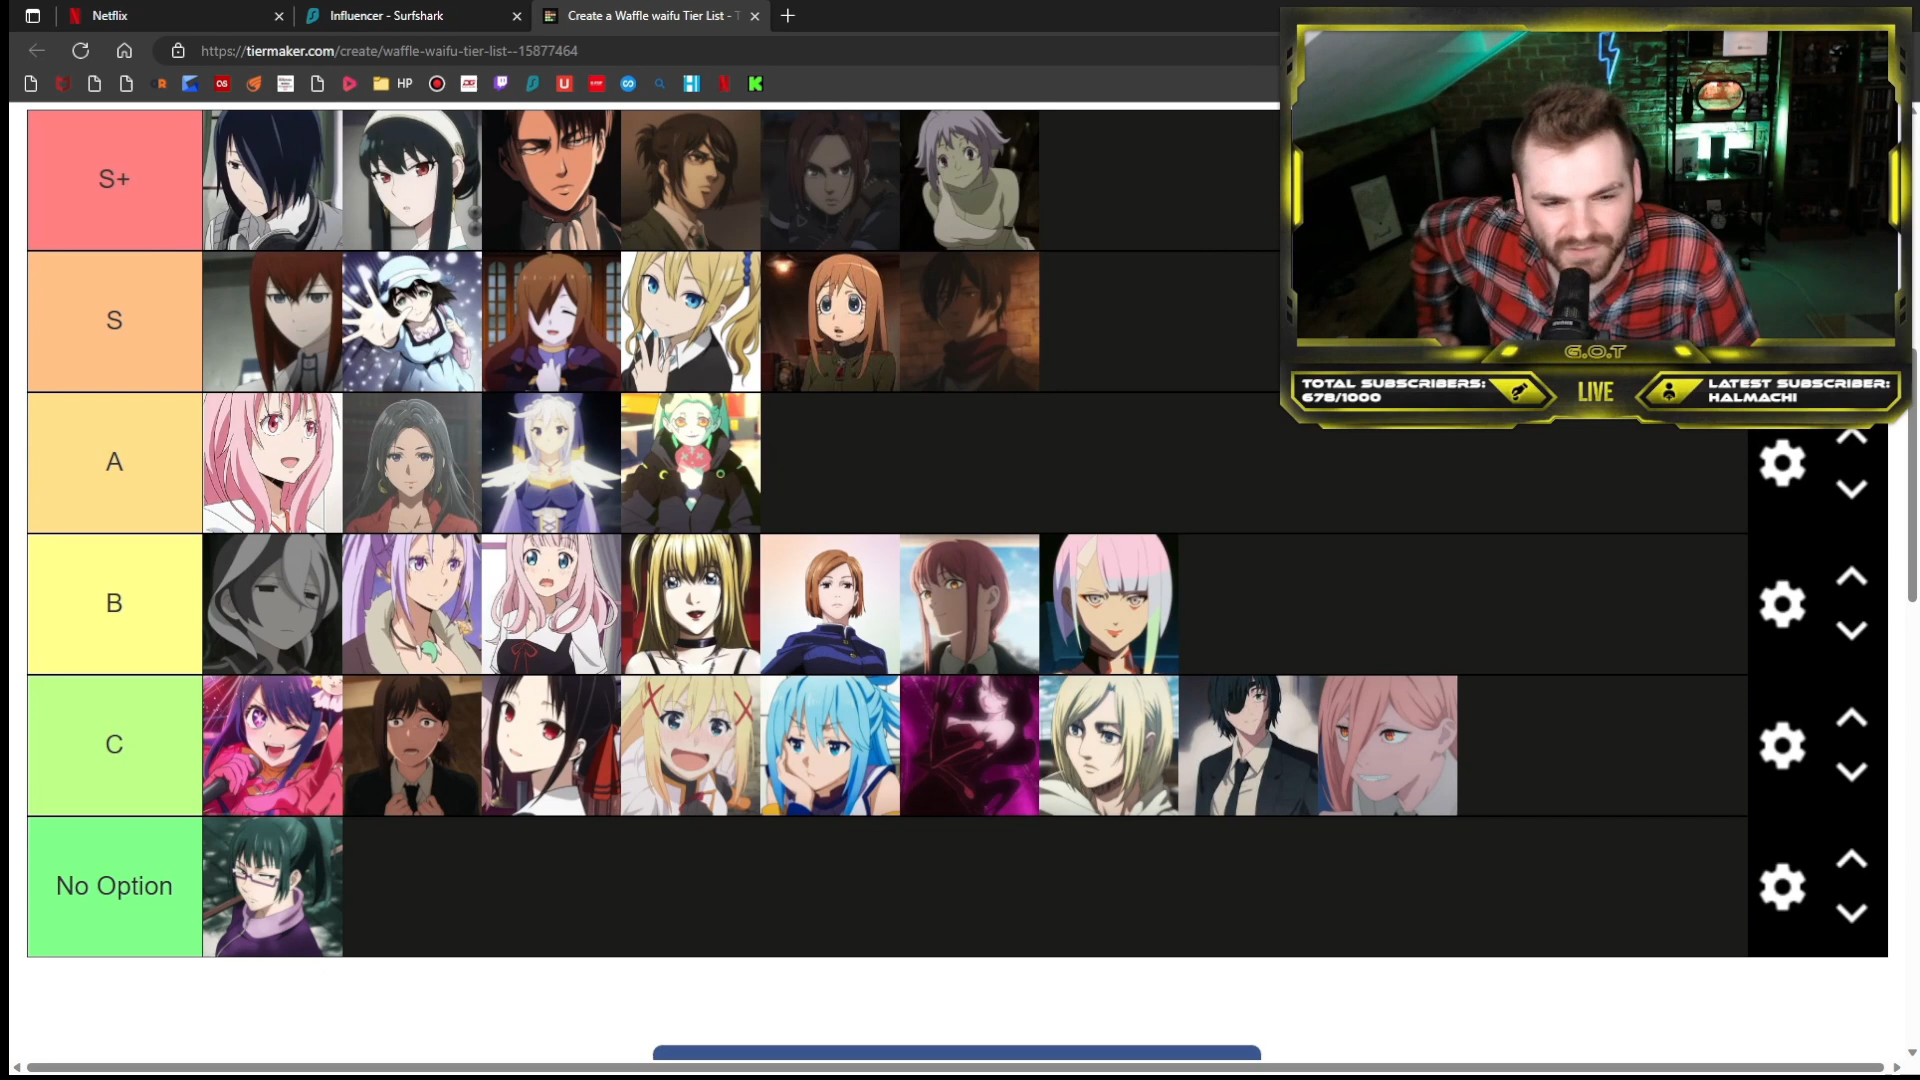 Netflix
Influencer - Surfshark
Create a Waffle waifu Tier List - T
https://tiermaker.com/create/waffle-waifu-tier-list--15877464
HP
S+
S
A
B
C
No Option
G.O.T
TOTAL SUBSCRIBERS:
678/1000
LIVE
LATEST SUBSCRIBER:
HALMACHI